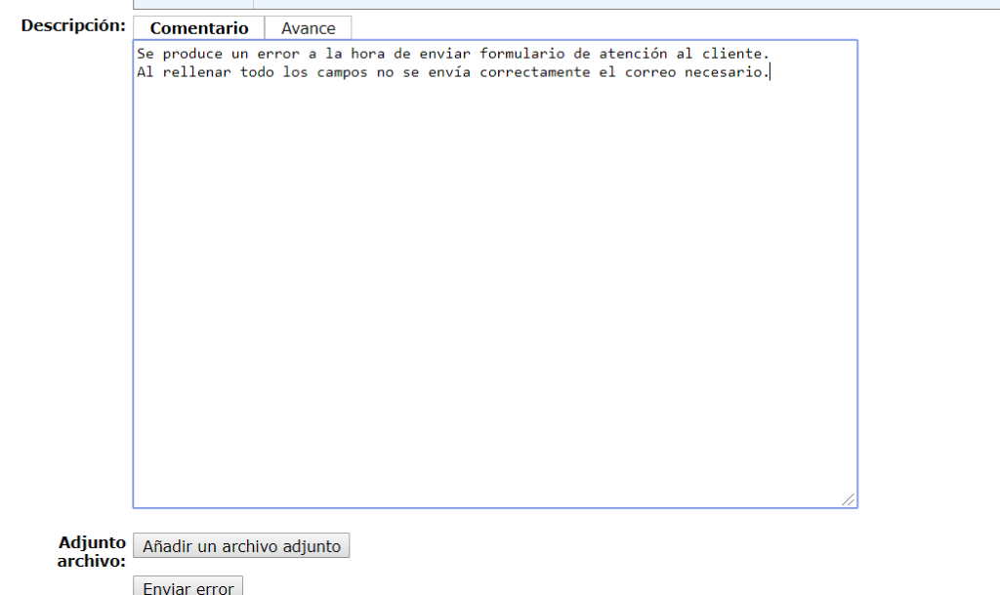 Descripción:
Comentario
Avance
Se produce un error a la hora de enviar formulario de atención al cliente.
Al rellenar todo los campos no se envía correctamente el correo necesario.
Adjunto
archivo:
Añadir un archivo adjunto
Enviar error